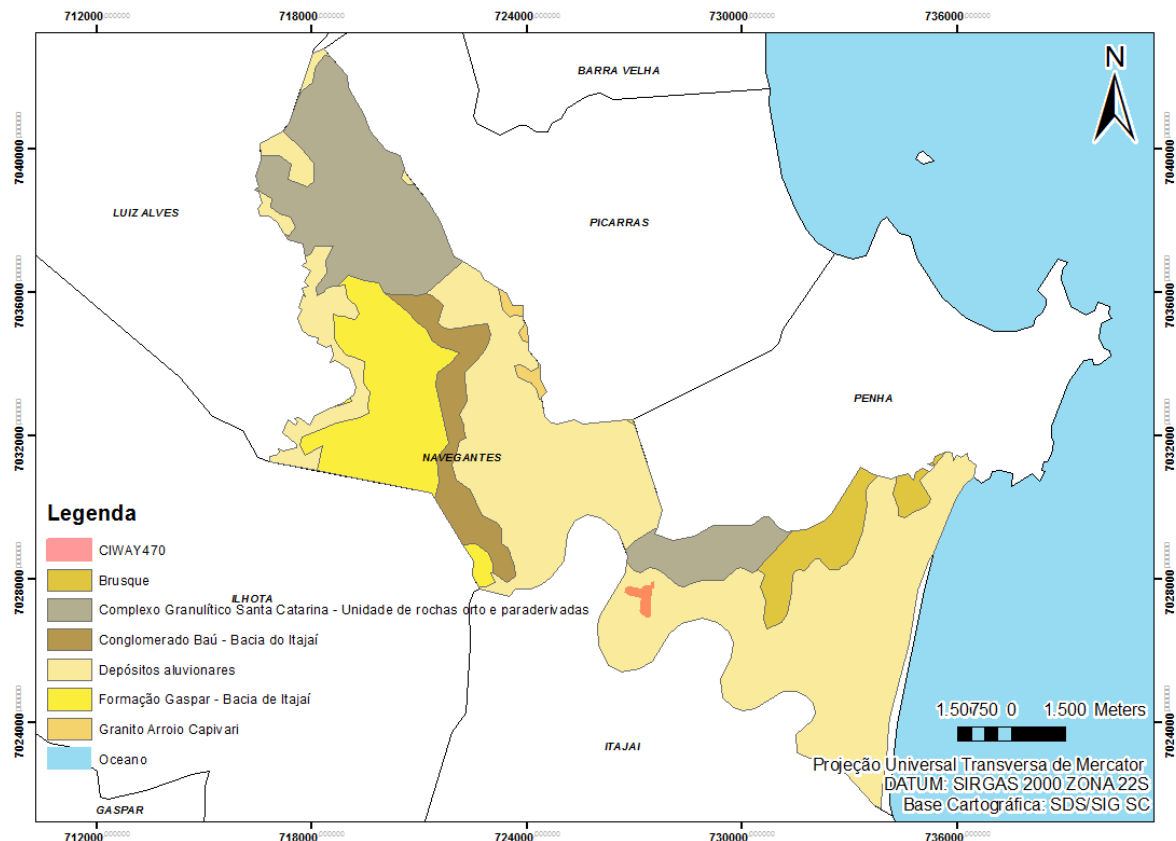 712000 718000 724000 730000 736000
7040000 7040000
7036000 7036000
7032000 7032000
7028000 7028000
7024000 7024000
BARRA VELHA
N
LUIZ ALVES
PICARRAS
PENHA
NAVEGANTES
ILHOTA
ITAJAI
GASPAR
Legenda
CIWAY470
Brusque
Complexo Granulítico Santa Catarina - Unidade de rochas orto e paraderivadas
Conglomerado Baú - Bacia do Itajaí
Depósitos aluvionares
Formação Gaspar - Bacia de Itajaí
Granito Arroio Capivari
Oceano
0 1.500 Meters
Projeção Universal Transversa de Mercator
DATUM: SIRGAS 2000 ZONA 22S
Base Cartográfica: SDS/SIG SC
712000 718000 724000 730000 736000